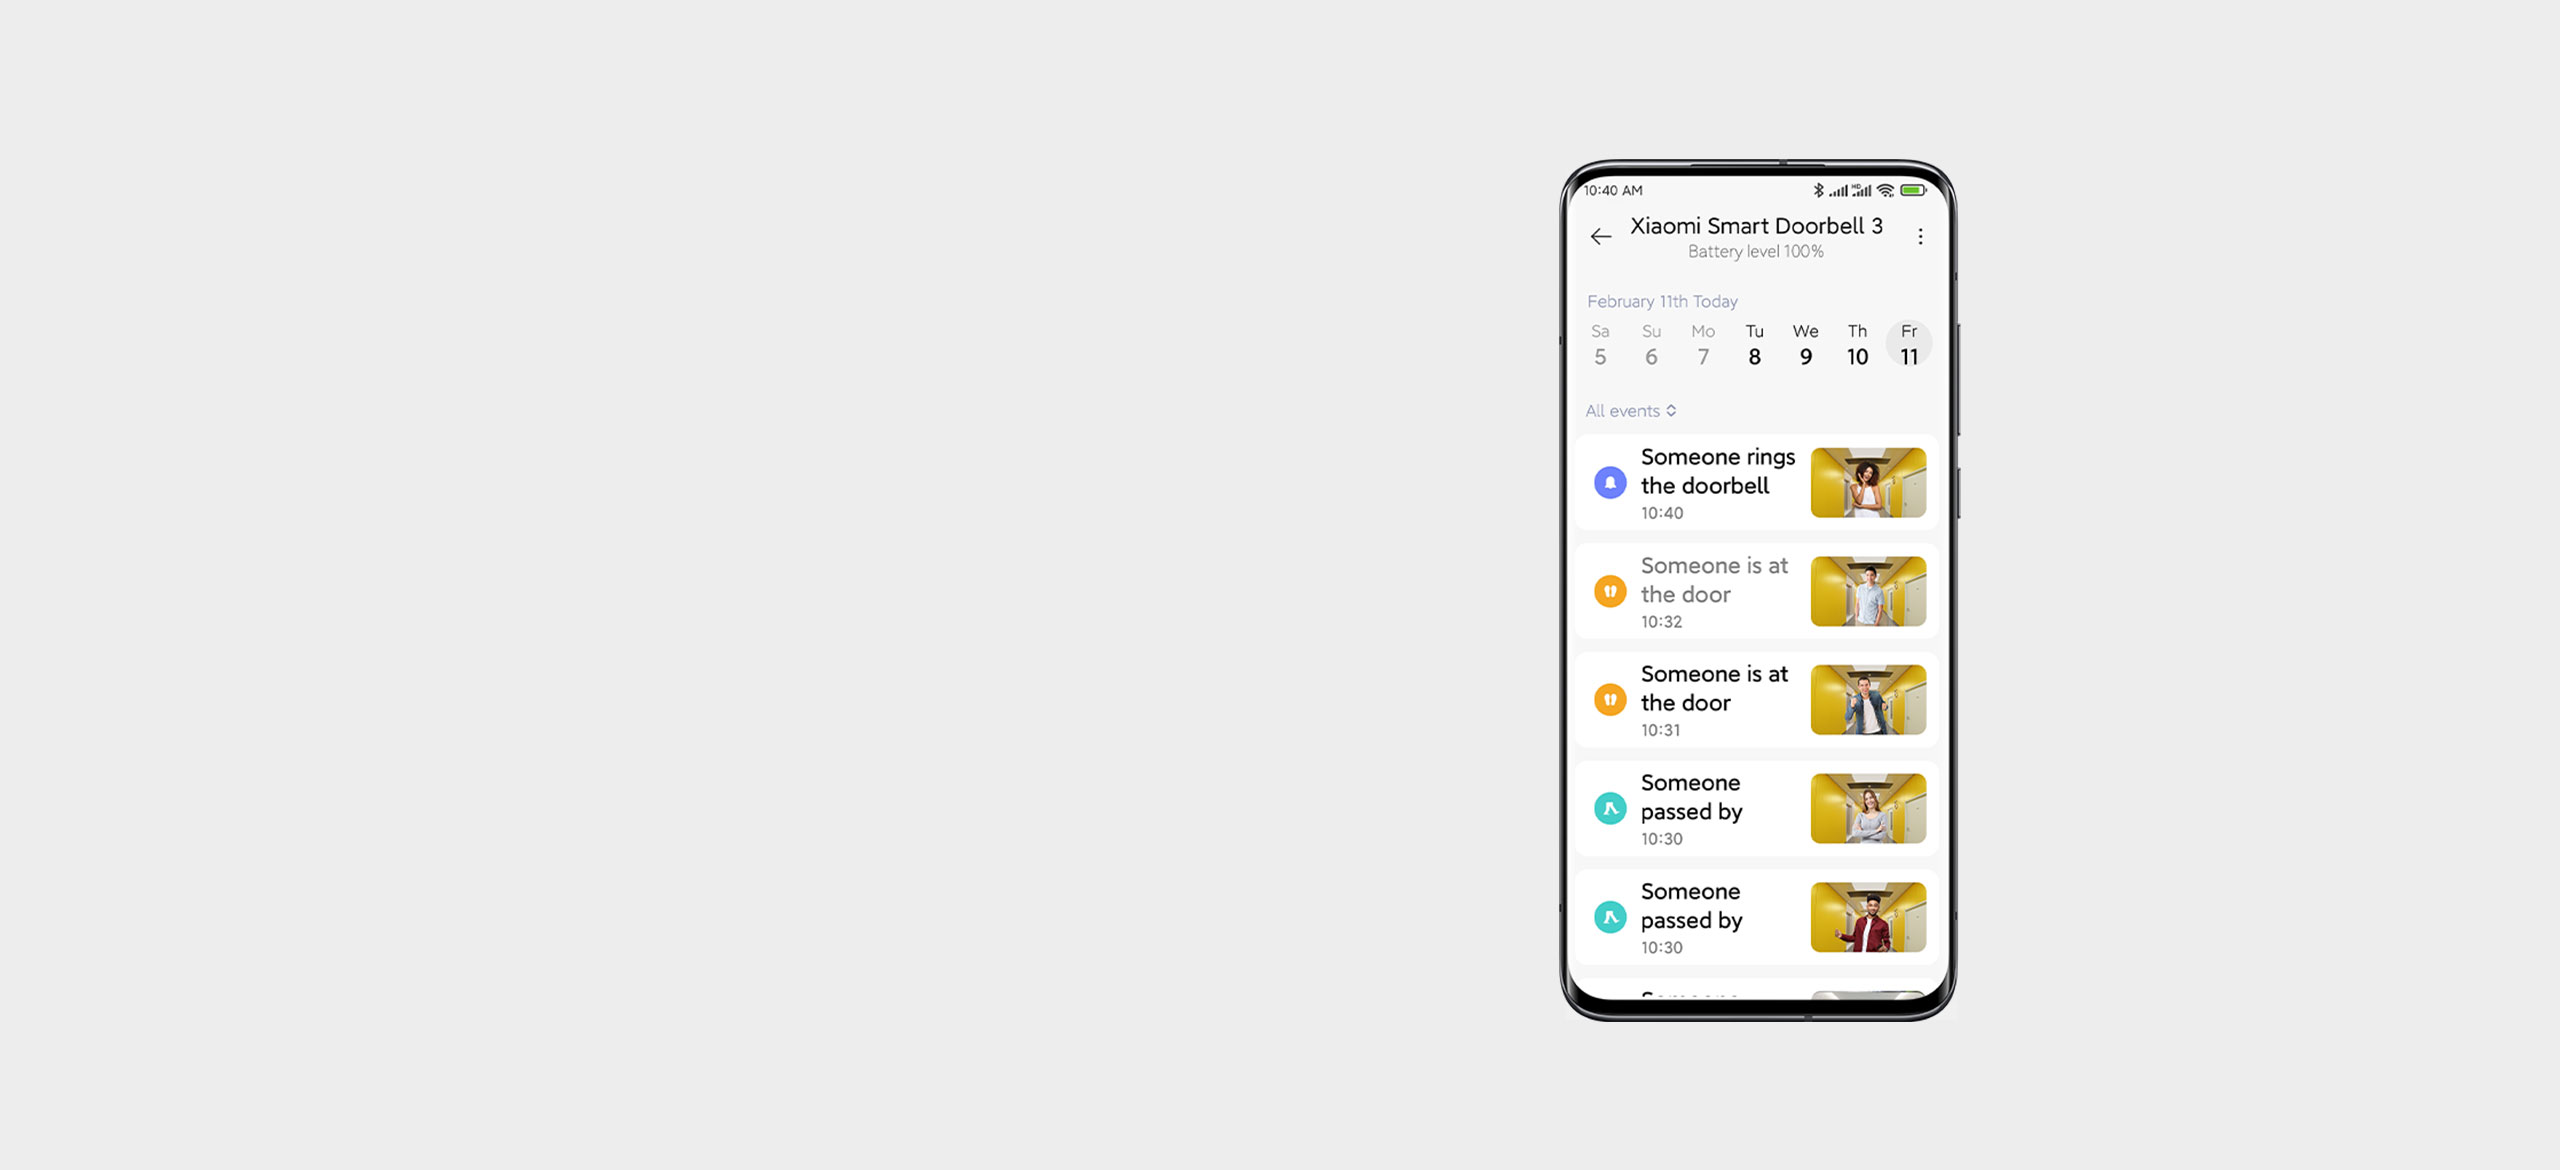 10:40 AM
HD
Xiaomi Smart Doorbell 3
Battery level 100%
February 11th Today
Sa Su Mo Tu We Th Fr
5 6 7 8 9 10 11
All events
Someone rings
the doorbell
10:40
Someone is at
the door
10:32
Someone is at
the door
10:31
Someone
passed by
10:30
Someone
passed by
10:30